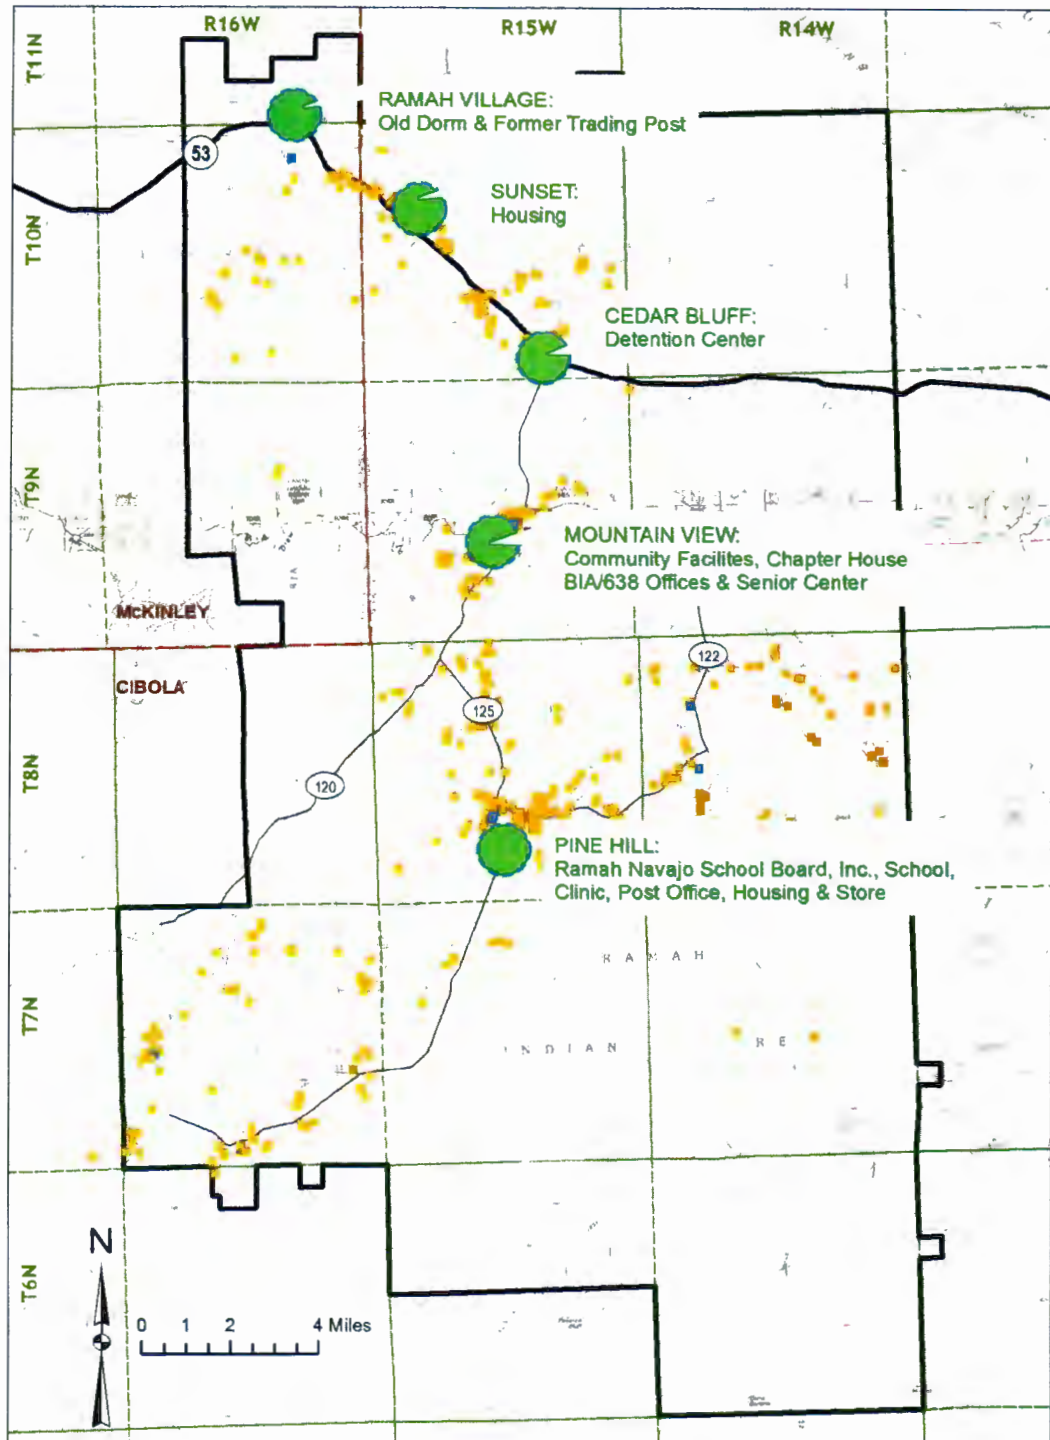 R16W
R15W
R14W
T11N
RAMAH VILLAGE:
Old Dorm & Former Trading Post
53
SUNSET:
Housing
T10N
CEDAR BLUFF:
Detention Center
T9N
MOUNTAIN VIEW:
Community Facilites, Chapter House
BIA/638 Offices & Senior Center
McKINLEY
CIBOLA
122
125
120
T8N
PINE HILL:
Ramah Navajo School Board, Inc., School,
Clinic, Post Office, Housing & Store
RAMAH
T7N
INDIAN RE
N
T6N
0 1 2 4 Miles